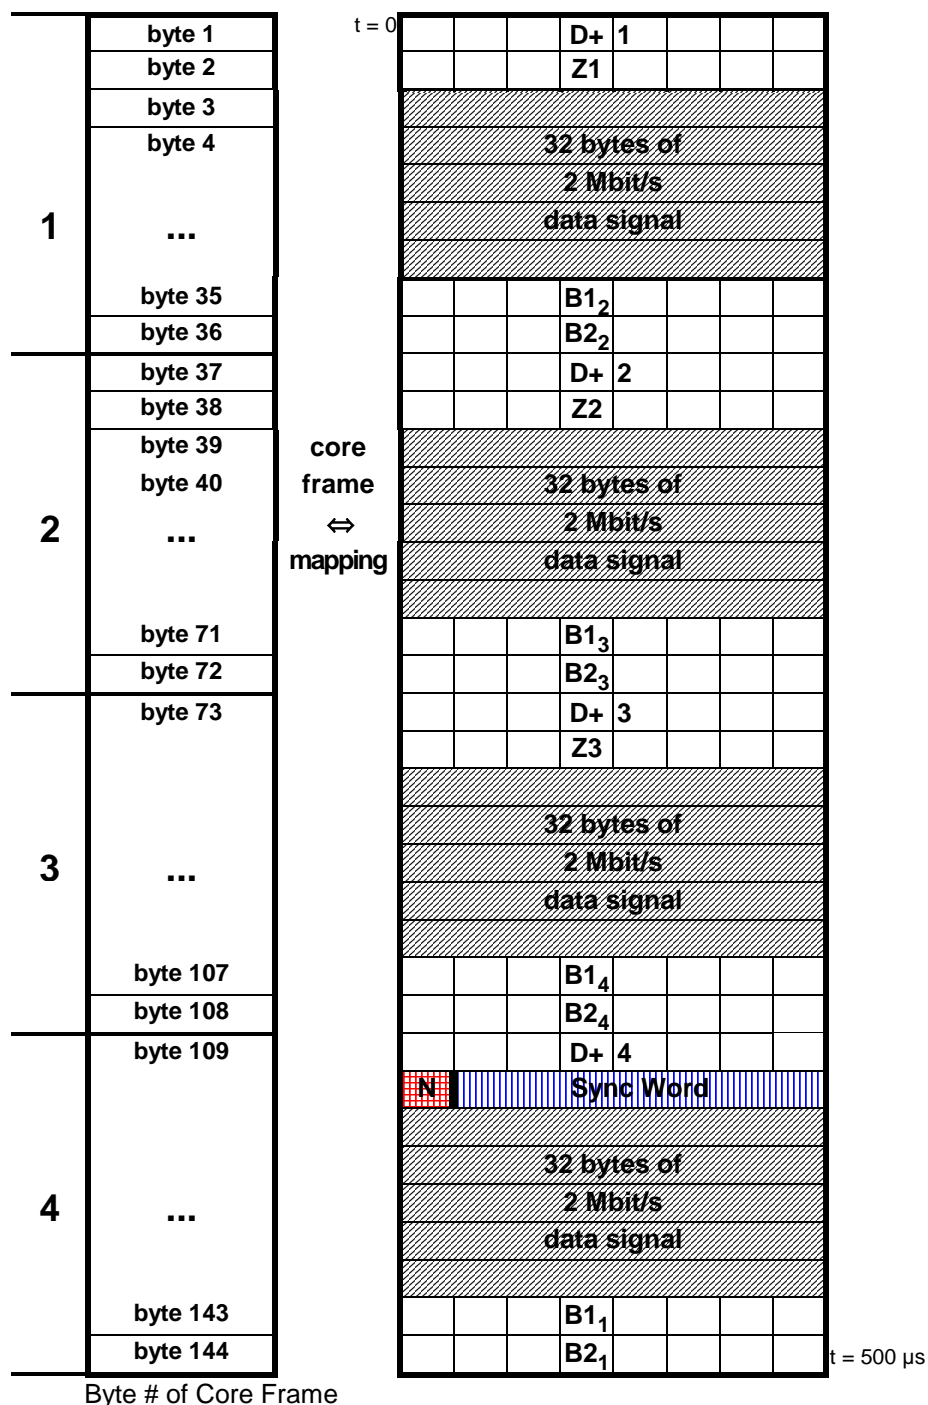 byte 1 t = 0 D+ 1
byte 2 Z1
byte 3
byte 4 32 bytes of
2 Mbit/s
1 ... data signal
byte 35 B1₂
byte 36 B2₂
byte 37 D+ 2
byte 38 Z2
byte 39 core
byte 40 frame 32 bytes of
2 ... ⇔ 2 Mbit/s
mapping data signal
byte 71 B1₃
byte 72 B2₃
byte 73 D+ 3
Z3
32 bytes of
3 ... 2 Mbit/s
data signal
byte 107 B1₄
byte 108 B2₄
byte 109 D+ 4
N Sync Word
32 bytes of
4 ... 2 Mbit/s
data signal
byte 143 B1₁
byte 144 B2₁ t = 500 µs
Byte # of Core Frame